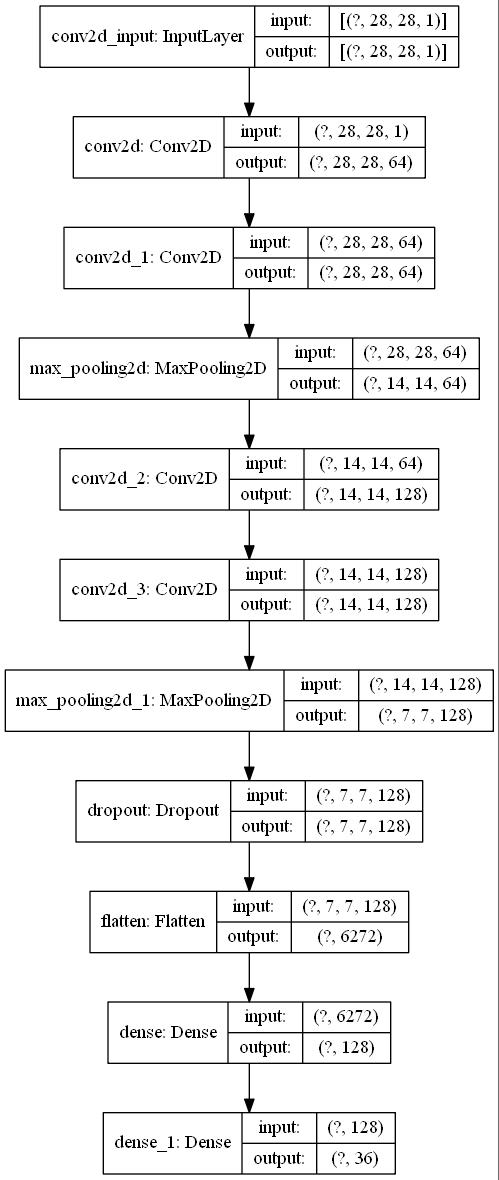 conv2d_input: InputLayer
input: [(?, 28, 28, 1)]
output: [(?, 28, 28, 1)]
conv2d: Conv2D
input: (?, 28, 28, 1)
output: (?, 28, 28, 64)
conv2d_1: Conv2D
input: (?, 28, 28, 64)
output: (?, 28, 28, 64)
max_pooling2d: MaxPooling2D
input: (?, 28, 28, 64)
output: (?, 14, 14, 64)
conv2d_2: Conv2D
input: (?, 14, 14, 64)
output: (?, 14, 14, 128)
conv2d_3: Conv2D
input: (?, 14, 14, 128)
output: (?, 14, 14, 128)
max_pooling2d_1: MaxPooling2D
input: (?, 14, 14, 128)
output: (?, 7, 7, 128)
dropout: Dropout
input: (?, 7, 7, 128)
output: (?, 7, 7, 128)
flatten: Flatten
input: (?, 7, 7, 128)
output: (?, 6272)
dense: Dense
input: (?, 6272)
output: (?, 128)
dense_1: Dense
input: (?, 128)
output: (?, 36)